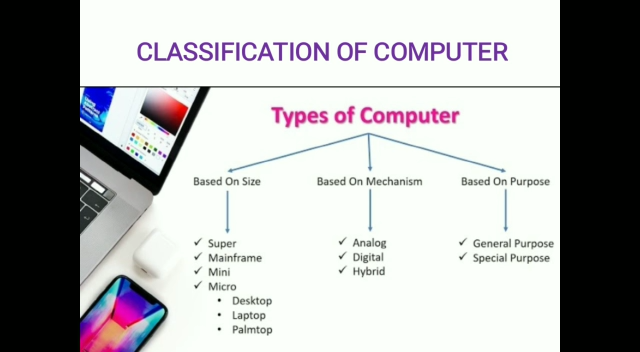 CLASSIFICATION OF COMPUTER
Types of Computer
Based On Size
Based On Mechanism
Based On Purpose
✓ Super
✓ Mainframe
✓ Mini
✓ Micro
• Desktop
• Laptop
• Palmtop
✓ Analog
✓ Digital
✓ Hybrid
✓ General Purpose
✓ Special Purpose